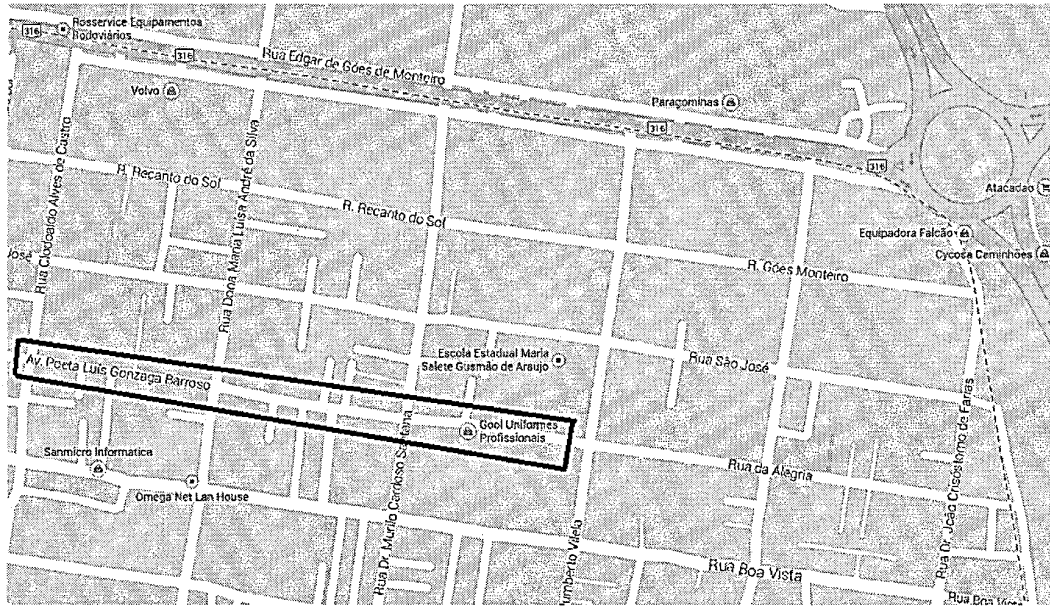 Rosservice Equipamentos
Rodoviários
316
316
Rua Edgar de Góes de Monteiro
Volvo
Paraçominas
316
316
Atacadao
R. Recanto do Sol
R. Recanto do Sol
Rua Clodoaldo Alves de Castro
Rua Dona Maria Luisa André da Silva
Equipadora Falcão
Cycosa Caminhões
José
R. Góes Monteiro
Escola Estadual Maria
Salete Gusmão de Araujo
Rua São José
Av. Poeta Luís Gonzaga Barroso
Gool Uniformes
Profissionais
Sanmicro Informatica
Omega Net Lan House
Rua da Alegria
Rua Dr. Murilo Cardoso Santana
Humberto Vilela
Rua Dr. João Crisóstomo de Farias
Rua Boa Vista
Rua Boa Vista